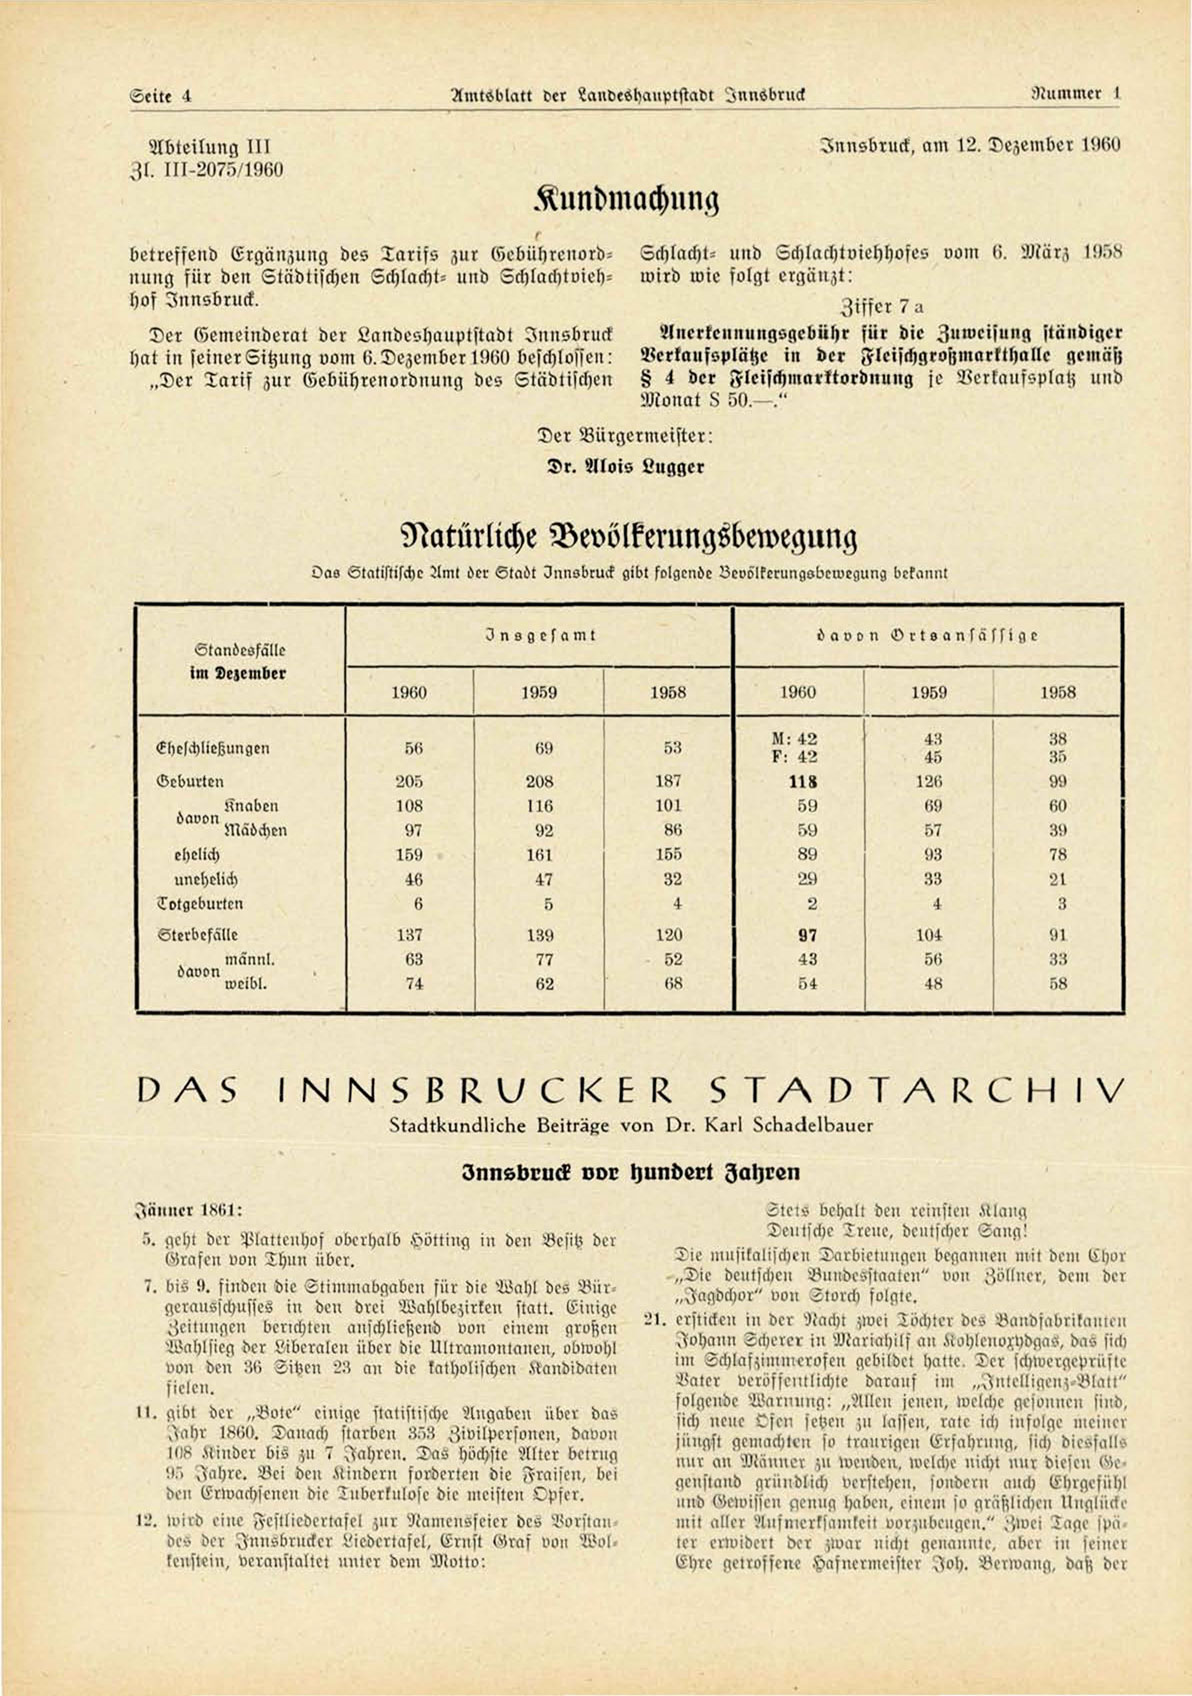 Seite 4 Amtsblatt der Landeshauptstadt Innsbruck Nummer 1
Abteilung III
Zl. III-2075/1960
Innsbruck, am 12. Dezember 1960
Kundmachung
betreffend Ergänzung des Tarifs zur Gebührenord-
nung für den Städtischen Schlacht- und Schlachtvieh-
hof Innsbruck.
Der Gemeinderat der Landeshauptstadt Innsbruck
hat in seiner Sitzung vom 6. Dezember 1960 beschlossen:
„Der Tarif zur Gebührenordnung des Städtischen
Schlacht- und Schlachtviehhofes vom 6. März 1958
wird wie folgt ergänzt:
Ziffer 7 a
Anerkennungsgebühr für die Zuweisung ständiger
Verkaufsplätze in der Fleischgroßmarkthalle gemäß
§ 4 der Fleischmarktordnung je Verkaufsplatz und
Monat S 50.—.“
Der Bürgermeister:
Dr. Alois Lugger
Natürliche Bevölkerungsbewegung
Das Statistische Amt der Stadt Innsbruck gibt folgende Bevölkerungsbewegung bekannt
Standesfälle
im Dezember
Insgesamt davon Ortsansässige
1960 1959 1958 1960 1959 1958
Eheschließungen 56 69 53 M: 42 43 38
F: 42 45 35
Geburten 205 208 187 118 126 99
davon Knaben 108 116 101 59 69 60
Mädchen 97 92 86 59 57 39
ehelich 159 161 155 89 93 78
unehelich 46 47 32 29 33 21
Totgeburten 6 5 4 2 4 3
Sterbefälle 137 139 120 97 104 91
davon männl. 63 77 52 43 56 33
weibl. 74 62 68 54 48 58
DAS INNSBRUCKER STADTARCHIV
Stadtkundliche Beiträge von Dr. Karl Schadelbauer
Innsbruck vor hundert Jahren
Jänner 1861:
5. geht der Plattenhof oberhalb Hötting in den Besitz der
Grafen von Thun über.
7. bis 9. finden die Stimmabgaben für die Wahl des Bür-
gerausschusses in den drei Wahlbezirken statt. Einige
Zeitungen berichten anschließend von einem großen
Wahlsieg der Liberalen über die Ultramontanen, obwohl
von den 36 Sitzen 23 an die katholischen Kandidaten
fielen.
11. gibt der „Bote“ einige statistische Angaben über das
Jahr 1860. Danach starben 353 Zivilpersonen, davon
108 Kinder bis zu 7 Jahren. Das höchste Alter betrug
95 Jahre. Bei den Kindern forderten die Fraisen, bei
den Erwachsenen die Tuberkulose die meisten Opfer.
12. wird eine Festliedertafel zur Namensfeier des Vorstan-
des der Innsbrucker Liedertafel, Ernst Graf von Wol-
kenstein, veranstaltet unter dem Motto:
Stets behalt den reinsten Klang
Deutsche Treue, deutscher Sang!
Die musikalischen Darbietungen begannen mit dem Chor
„Die deutschen Bundesstaaten“ von Zöllner, dem der
„Jagdchor“ von Storch folgte.
21. ersticken in der Nacht zwei Töchter des Bandfabrikanten
Johann Scherer in Mariahilf an Kohlenoxydgas, das sich
im Schlafzimmerofen gebildet hatte. Der schwergeprüfte
Vater veröffentlichte darauf im „Intelligenz-Blatt“
folgende Warnung: „Allen jenen, welche gesonnen sind,
sich neue Öfen setzen zu lassen, rate ich infolge meiner
jüngst gemachten so traurigen Erfahrung, sich diesfalls
nur an Männer zu wenden, welche nicht nur diesen Ge-
genstand gründlich verstehen, sondern auch Ehrgefühl
und Gewissen genug haben, einem so gräßlichen Unglücke
mit aller Aufmerksamkeit vorzubeugen.“ Zwei Tage spä-
ter erwidert der zwar nicht genannte, aber in seiner
Ehre getroffene Hafnermeister Joh. Berwang, daß der